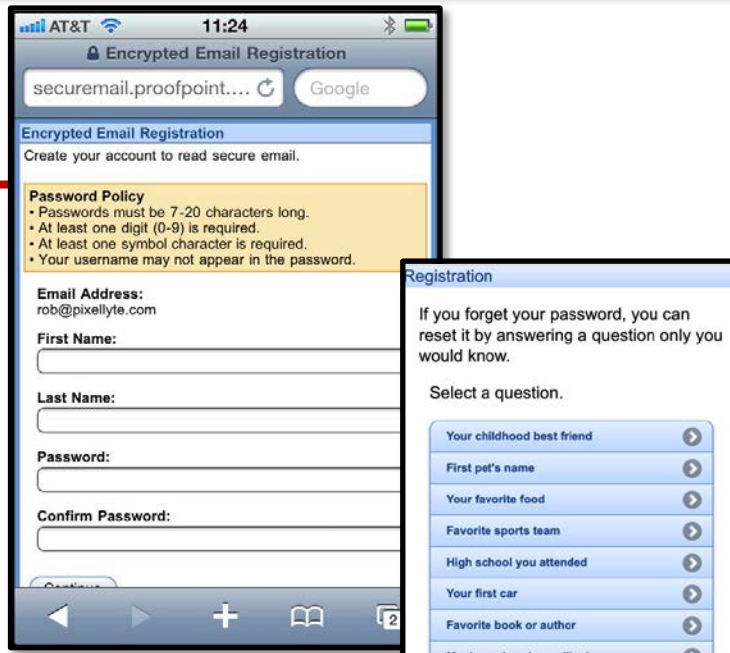 AT&T 11:24
Encrypted Email Registration
securemail.proofpoint.... Google
Encrypted Email Registration
Create your account to read secure email.
Password Policy
• Passwords must be 7-20 characters long.
• At least one digit (0-9) is required.
• At least one symbol character is required.
• Your username may not appear in the password.
Email Address:
rob@pixellyte.com
First Name:
Last Name:
Password:
Confirm Password:
Continue
2
Registration
If you forget your password, you can
reset it by answering a question only you
would know.
Select a question.
Your childhood best friend
First pet's name
Your favorite food
Favorite sports team
High school you attended
Your first car
Favorite book or author